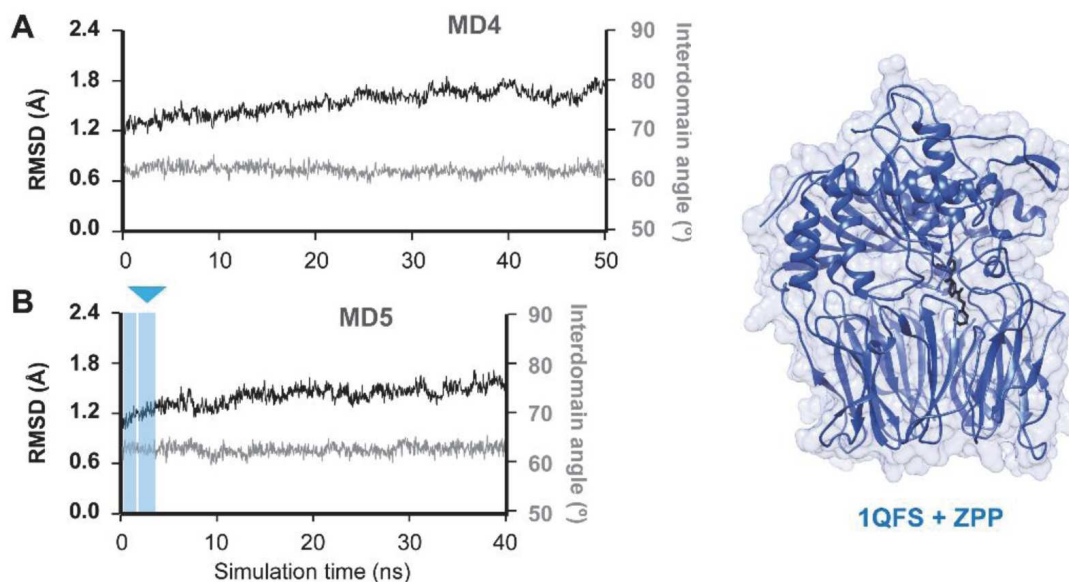 A
MD4
RMSD (Å)
2.4
1.8
1.2
0.6
0.0
90
80
70
60
50
Interdomain angle (º)
0 10 20 30 40 50
B
MD5
RMSD (Å)
2.4
1.8
1.2
0.6
0.0
90
80
70
60
50
Interdomain angle (º)
0 10 20 30 40
Simulation time (ns)
1QFS + ZPP